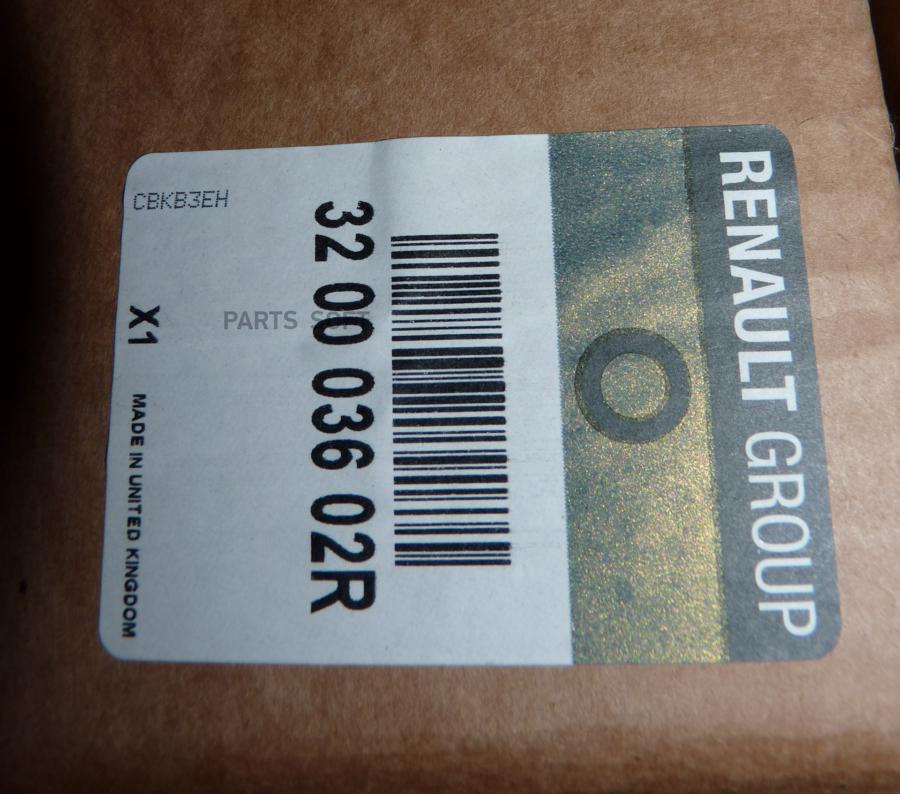 RENAULT GROUP
32 00 036 02R
PARTS SOFT
CBKB3EH
X1
MADE IN UNITED KINGDOM